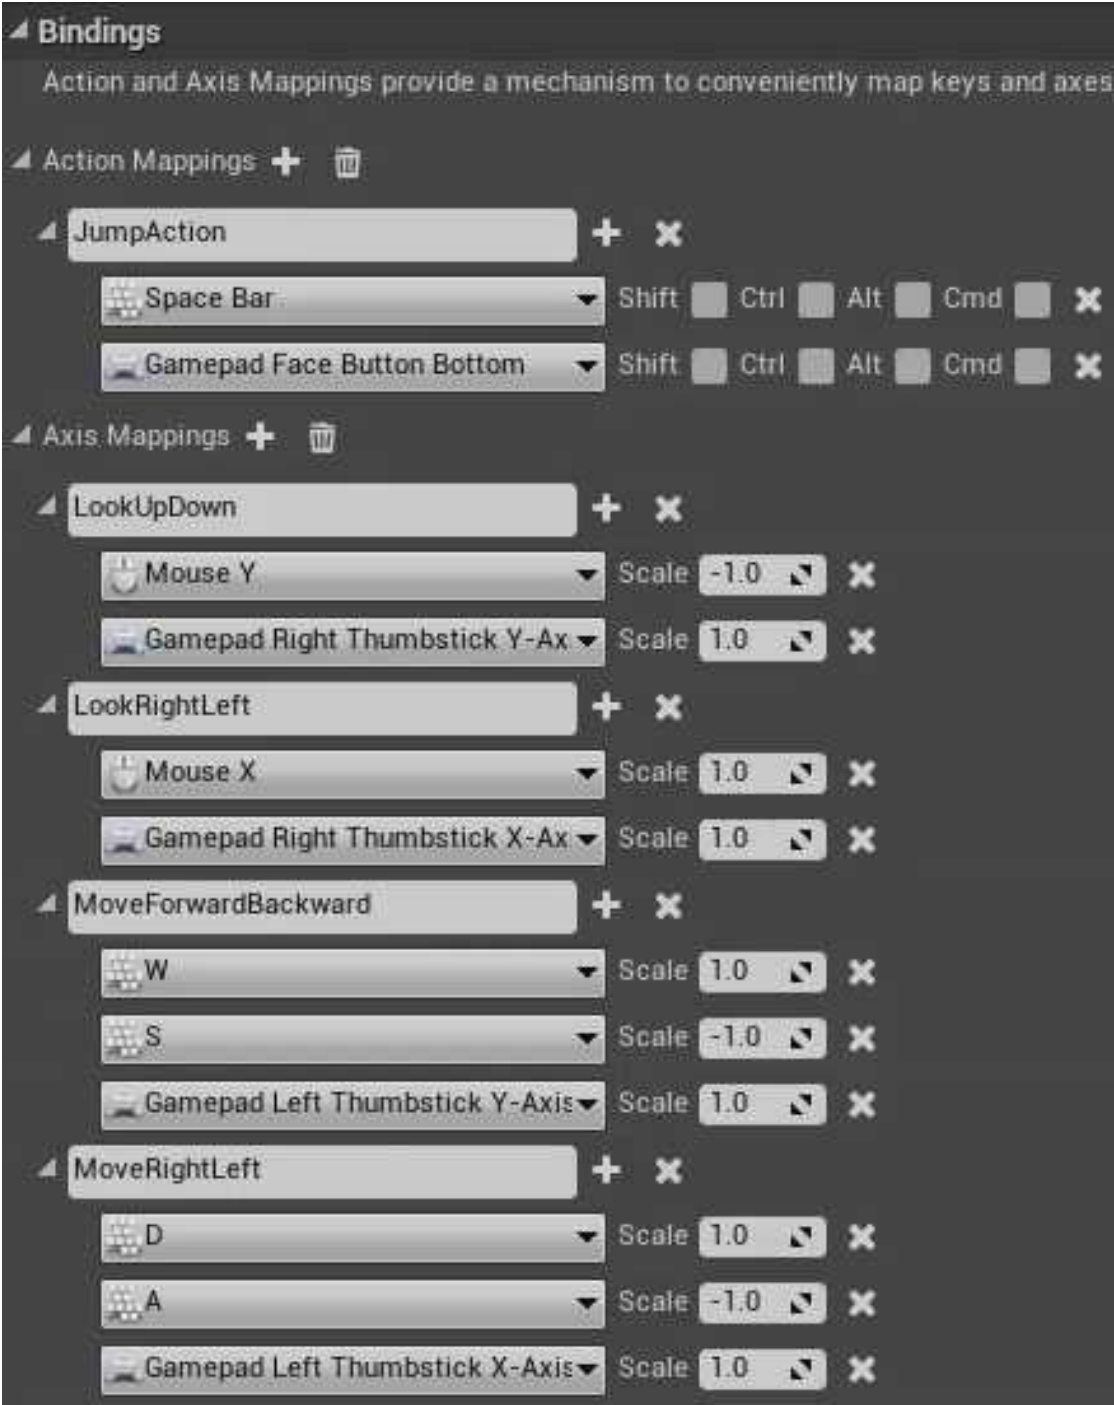 Bindings
Action and Axis Mappings provide a mechanism to conveniently map keys and axes
Action Mappings
JumpAction
Space Bar Shift Ctrl Alt Cmd
Gamepad Face Button Bottom Shift Ctrl Alt Cmd
Axis Mappings
LookUpDown
Mouse Y Scale -1.0
Gamepad Right Thumbstick Y-Ax Scale 1.0
LookRightLeft
Mouse X Scale 1.0
Gamepad Right Thumbstick X-Ax Scale 1.0
MoveForwardBackward
W Scale 1.0
S Scale -1.0
Gamepad Left Thumbstick Y-Axis Scale 1.0
MoveRightLeft
D Scale 1.0
A Scale -1.0
Gamepad Left Thumbstick X-Axis Scale 1.0